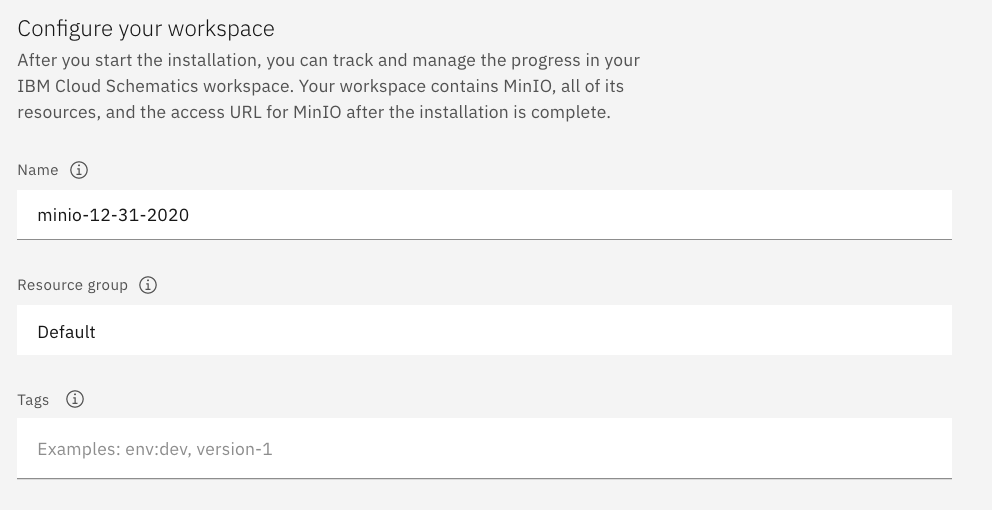 Configure your workspace
After you start the installation, you can track and manage the progress in your
IBM Cloud Schematics workspace. Your workspace contains MinIO, all of its
resources, and the access URL for MinIO after the installation is complete.
Name
minio-12-31-2020
Resource group
Default
Tags
Examples: env:dev, version-1